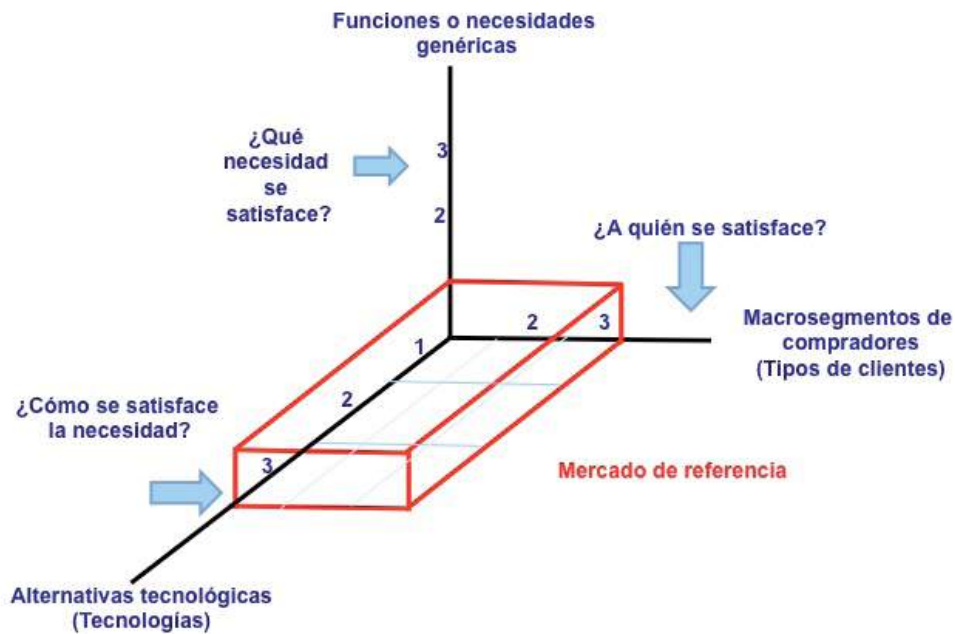 Funciones o necesidades
genéricas
¿Qué
necesidad
se
satisface?
3
2
¿A quién se satisface?
2
3
1
Macrosegmentos de
compradores
(Tipos de clientes)
2
¿Cómo se satisface
la necesidad?
3
Mercado de referencia
Alternativas tecnológicas
(Tecnologías)